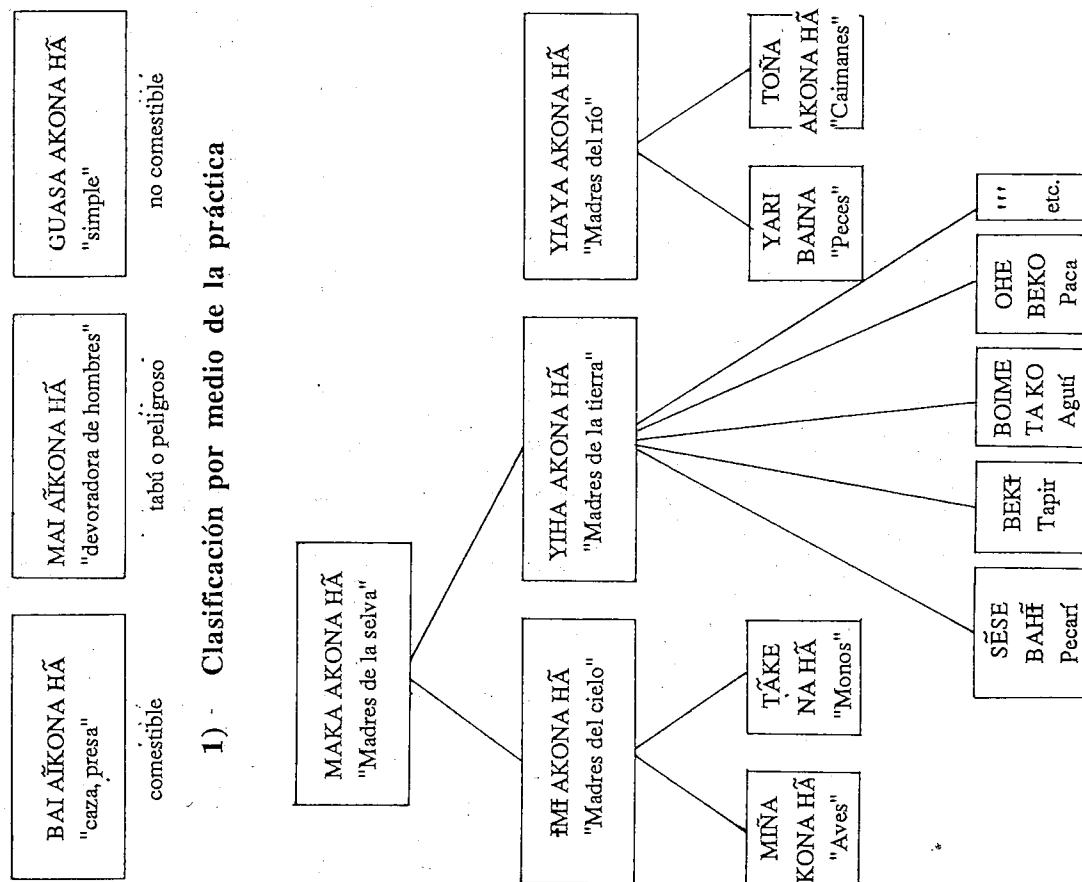 BAI AĨKONA HÃ
"caza, presa"
comestible
MAI AĨKONA HÃ
"devoradora de hombres"
tabú o peligroso
GUASA AKONA HÃ
"simple"
no comestible
1) Clasificación por medio de la práctica
MAKA AKONA HÃ
"Madres de la selva"
ƗMƗ AKONA HÃ
"Madres del cielo"
YIHA AKONA HÃ
"Madres de la tierra"
YIAYA AKONA HÃ
"Madres del río"
MIÑA
KONA HÃ
"Aves"
TÃKE
NA HÃ
"Monos"
YARI
BAINA
"Peces"
TOÑA
AKONA HÃ
"Caimanes"
SẼSE
BAHɨ̃
Pecarí
BEKƗ
Tapir
BOIME
TA KO
Agutí
OHE
BEKO
Paca
,,,
etc.